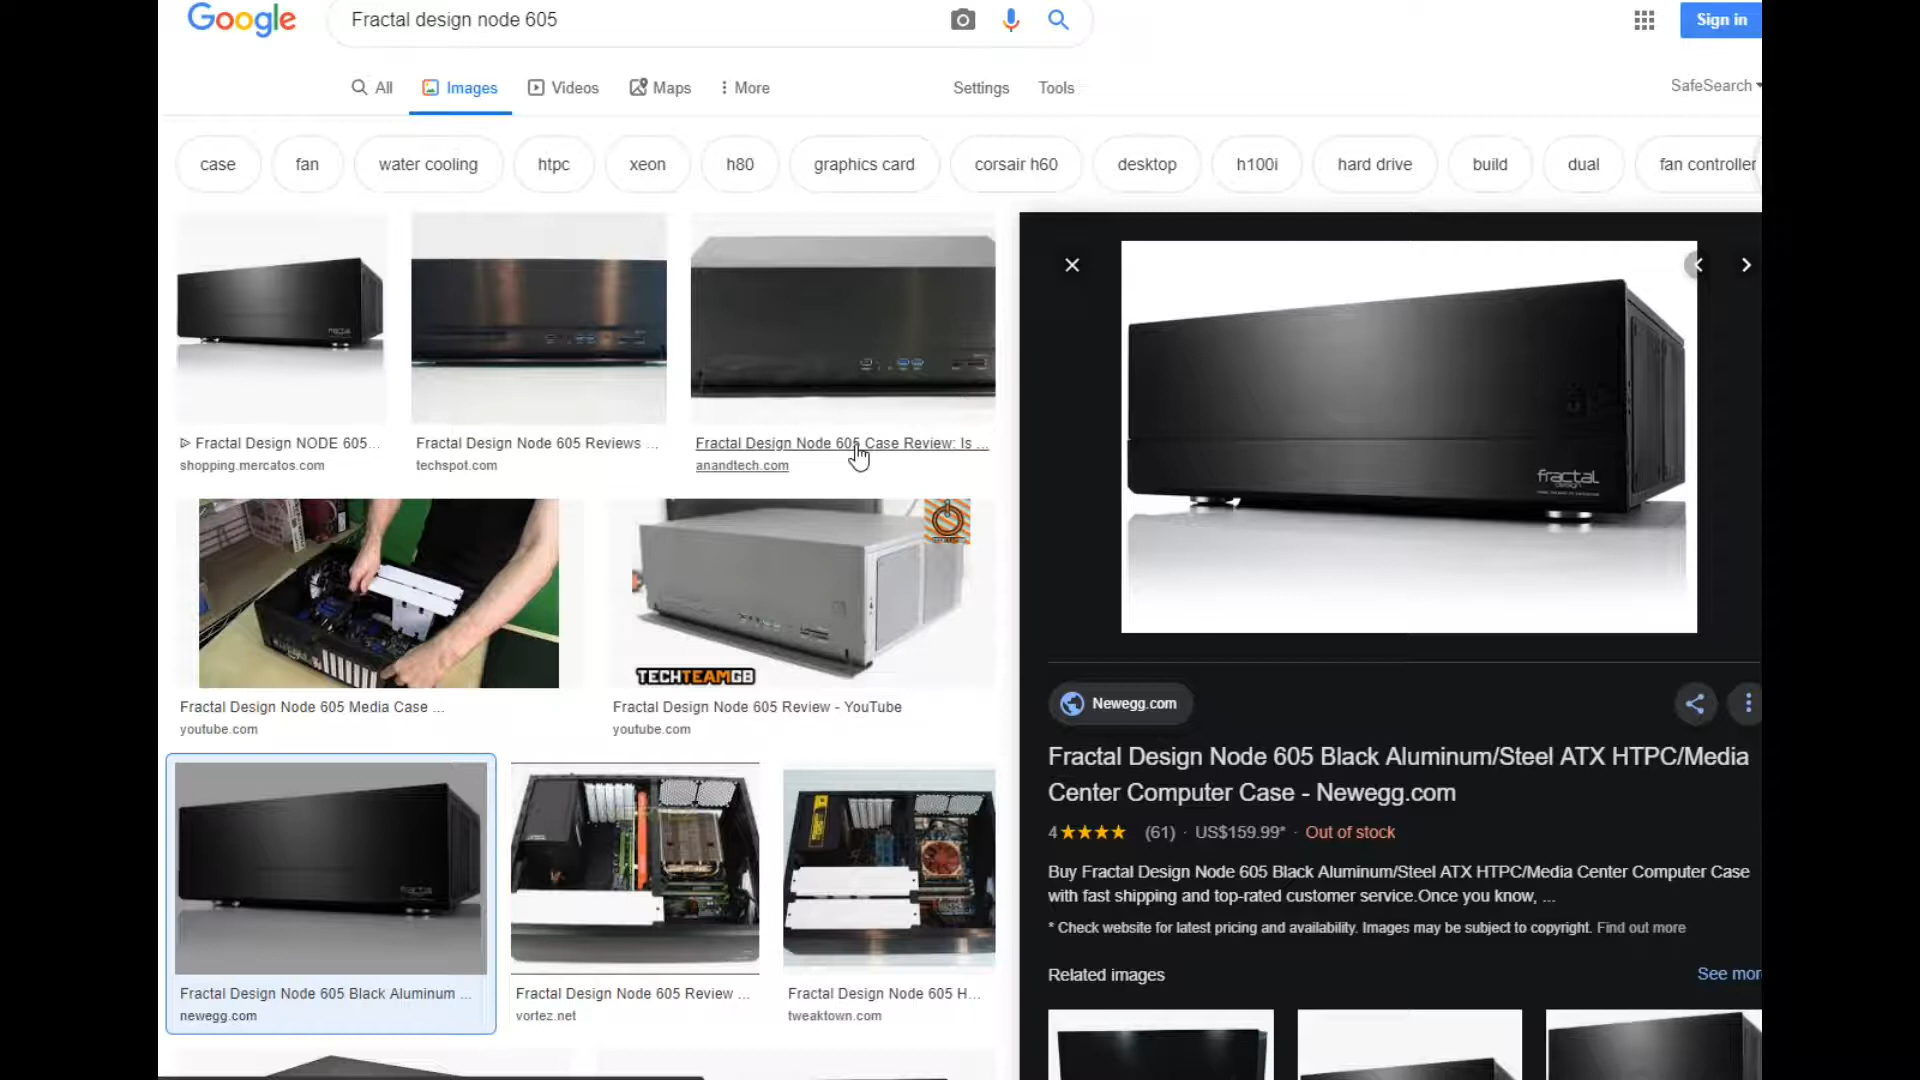 Google
Fractal design node 605
Sign in
All
Images
Videos
Maps
More
Settings
Tools
SafeSearch
case
fan
water cooling
htpc
xeon
h80
graphics card
corsair h60
desktop
h100i
hard drive
build
dual
fan controller
Fractal Design NODE 605...
shopping.mercatos.com
Fractal Design Node 605 Reviews ...
techspot.com
Fractal Design Node 605 Case Review: Is ...
anandtech.com
fractal
design
TECHTEAMGB
Fractal Design Node 605 Media Case ...
youtube.com
Fractal Design Node 605 Review - YouTube
youtube.com
Newegg.com
Fractal Design Node 605 Black Aluminum/Steel ATX HTPC/Media
Center Computer Case - Newegg.com
4★★★★ (61) · US$159.99* · Out of stock
Buy Fractal Design Node 605 Black Aluminum/Steel ATX HTPC/Media Center Computer Case
with fast shipping and top-rated customer service.Once you know, ...
* Check website for latest pricing and availability. Images may be subject to copyright. Find out more
Related images
See mor
Fractal Design Node 605 Black Aluminum ...
newegg.com
Fractal Design Node 605 Review ...
vortez.net
Fractal Design Node 605 H...
tweaktown.com